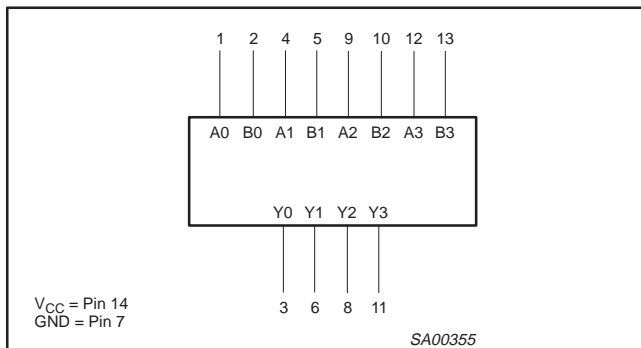 1 2 4 5 9 10 12 13
A0 B0 A1 B1 A2 B2 A3 B3
Y0 Y1 Y2 Y3
3 6 8 11
VCC = Pin 14
GND = Pin 7
SA00355